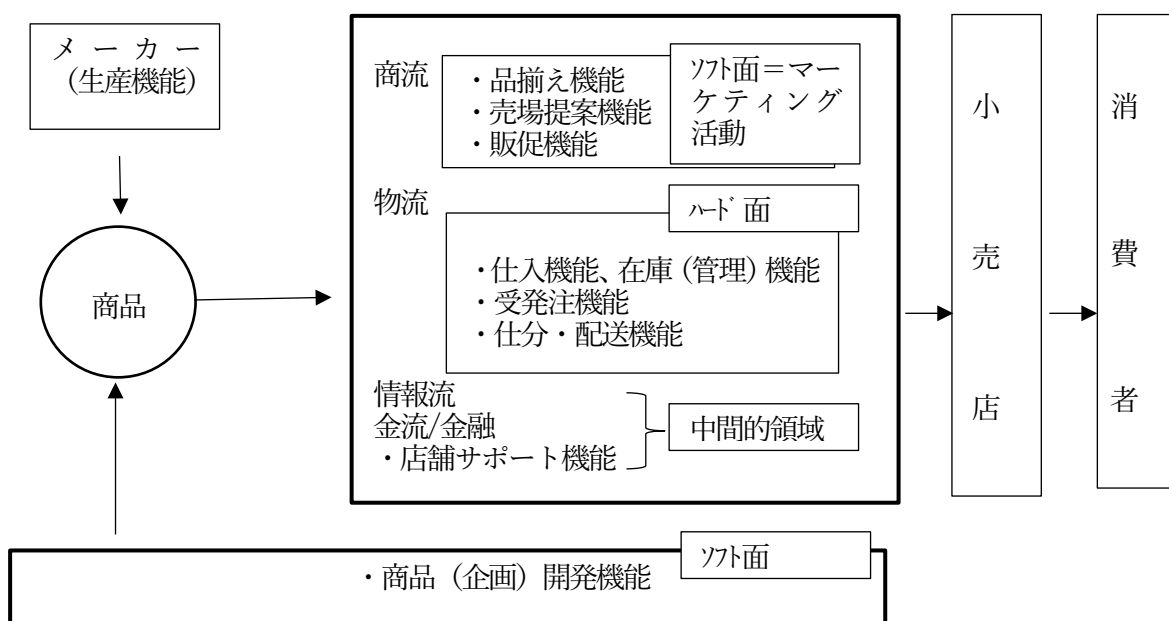 メーカー
（生産機能）
商品
商流
・品揃え機能
・売場提案機能
・販促機能
ｿﾌﾄ面＝マー
ケティング
活動
物流
ﾊｰﾄﾞ面
・仕入機能、在庫（管理）機能
・受発注機能
・仕分・配送機能
情報流
金流/金融
・店舗サポート機能
中間的領域
小売店
消費者
ｿﾌﾄ面
・商品（企画）開発機能